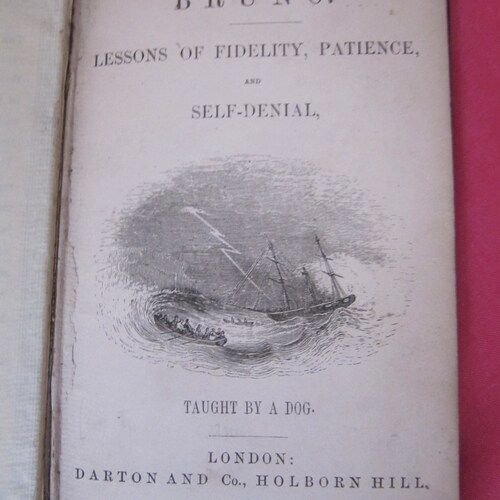 BRUNO.
LESSONS OF FIDELITY, PATIENCE,
AND
SELF-DENIAL,
TAUGHT BY A DOG.
LONDON:
DARTON AND Co., HOLBORN HILL.